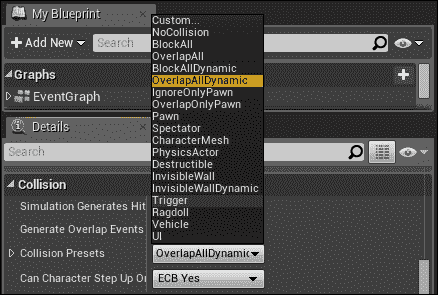 My Blueprint
+ Add New
Search
Graphs
EventGraph
Details
Search
Collision
Simulation Generates Hit
Generate Overlap Events
Collision Presets
OverlapAllDynamic
Can Character Step Up On
ECB Yes
Custom...
NoCollision
BlockAll
OverlapAll
BlockAllDynamic
OverlapAllDynamic
IgnoreOnlyPawn
OverlapOnlyPawn
Pawn
Spectator
CharacterMesh
PhysicsActor
Destructible
InvisibleWall
InvisibleWallDynamic
Trigger
Ragdoll
Vehicle
UI